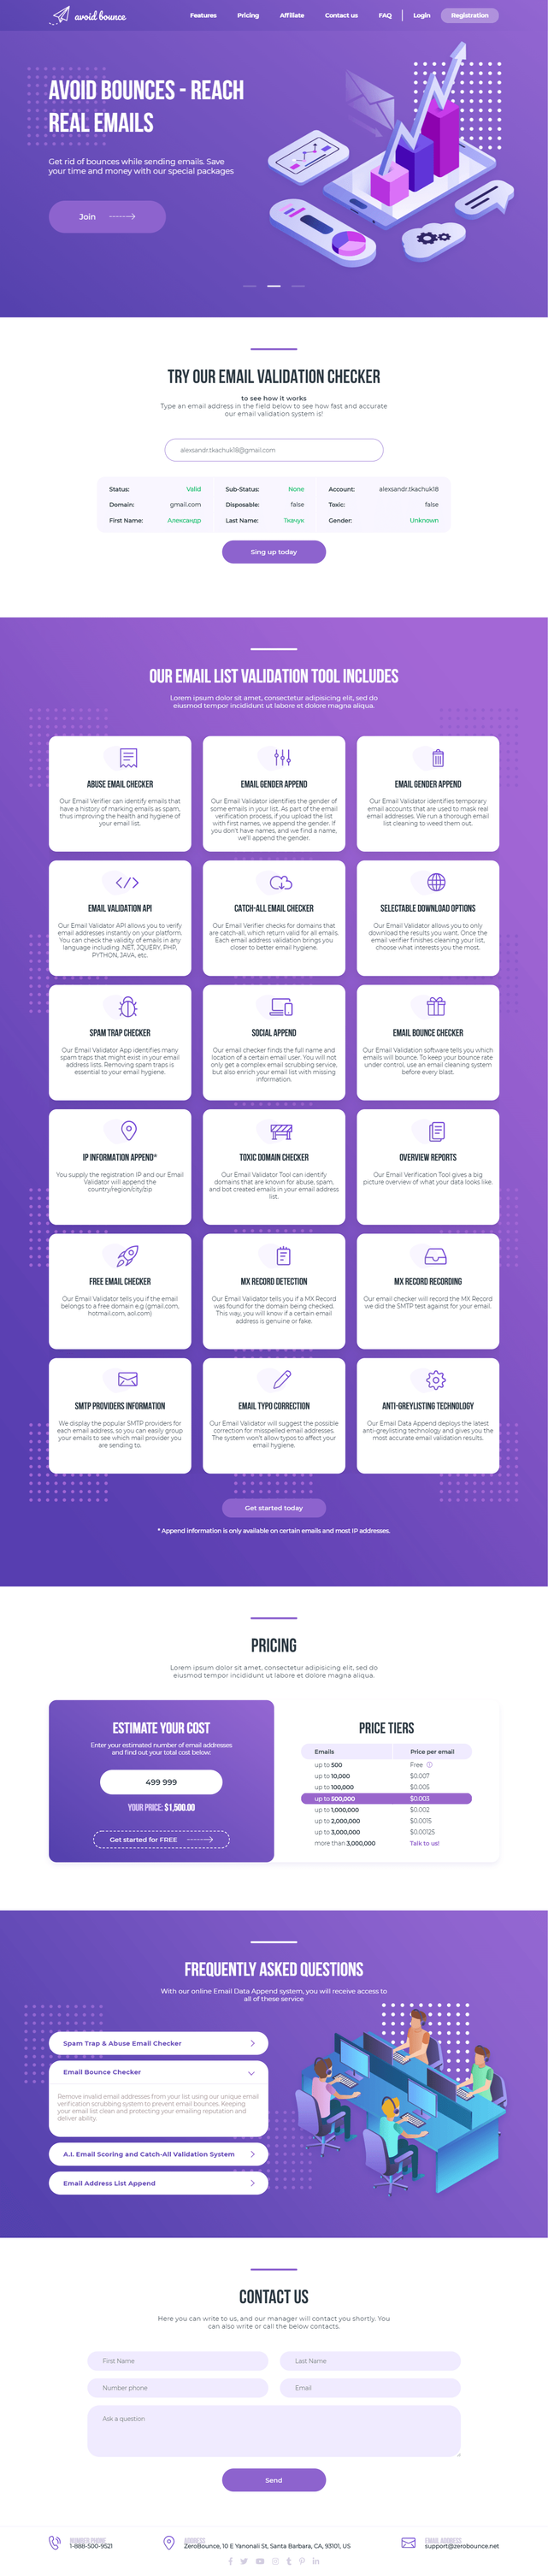 avoid bounce
Features Pricing Affiliate Contact us FAQ Login Registration
AVOID BOUNCES - REACH
REAL EMAILS
Get rid of bounces while sending emails. Save
your time and money with our special packages
Join
TRY OUR EMAIL VALIDATION CHECKER
to see how it works
Type an email address in the field below to see how fast and accurate
our email validation system is!
alexsandr.tkachuk18@gmail.com
Status: Valid Sub-Status: None Account: alexsandr.tkachuk18
Domain: gmail.com Disposable: false Toxic: false
First Name: Александр Last Name: Ткачук Gender: Unknown
Sing up today
OUR EMAIL LIST VALIDATION TOOL INCLUDES
Lorem ipsum dolor sit amet, consectetur adipisicing elit, sed do
eiusmod tempor incididunt ut labore et dolore magna aliqua.
ABUSE EMAIL CHECKER
Our Email Verifier can identify emails that
have a history of marking emails as spam,
thus improving the health and hygiene of
your email list.
EMAIL GENDER APPEND
Our Email Validator identifies the gender of
some emails in your list. As part of the email
verification process, if you upload the list
with first names, we append the gender. If
you don't have names, and we find a name,
we'll append the gender.
EMAIL GENDER APPEND
Our Email Validator identifies temporary
email accounts that are used to mask real
email addresses. We run a thorough email
list cleaning to weed them out.
EMAIL VALIDATION API
Our Email Validator API allows you to verify
email addresses instantly on your platform.
You can check the validity of emails in any
language including .NET, JQUERY, PHP,
PYTHON, JAVA, etc.
CATCH-ALL EMAIL CHECKER
Our Email Verifier checks for domains that
are catch-all, which return valid for all emails.
Each email address validation brings you
closer to better email hygiene.
SELECTABLE DOWNLOAD OPTIONS
Our Email Validator allows you to only
download the results you want. Once the
email verifier finishes cleaning your list,
choose what interests you the most.
SPAM TRAP CHECKER
Our Email Validator App identifies many
spam traps that might exist in your email
address lists. Removing spam traps is
essential to your email hygiene.
SOCIAL APPEND
Our email checker finds the full name and
location of a certain email user. You will not
only get a complex email scrubbing service,
but also enrich your email list with missing
information.
EMAIL BOUNCE CHECKER
Our Email Validation software tells you which
emails will bounce. To keep your bounce rate
under control, use an email cleaning system
before every blast.
IP INFORMATION APPEND*
You supply the registration IP and our Email
Validator will append the
country/region/city/zip
TOXIC DOMAIN CHECKER
Our Email Validator Tool can identify
domains that are known for abuse, spam,
and bot created emails in your email address
list.
OVERVIEW REPORTS
Our Email Verification Tool gives a big
picture overview of what your data looks like.
FREE EMAIL CHECKER
Our Email Validator tells you if the email
belongs to a free domain e.g (gmail.com,
hotmail.com, aol.com)
MX RECORD DETECTION
Our Email Validator tells you if a MX Record
was found for the domain being checked.
This way, you will know if a certain email
address is genuine or fake.
MX RECORD RECORDING
Our email checker will record the MX Record
we did the SMTP test against for your email.
SMTP PROVIDERS INFORMATION
We display the popular SMTP providers for
each email address, so you can easily group
your emails to see which mail provider you
are sending to.
EMAIL TYPO CORRECTION
Our Email Validator will suggest the possible
correction for misspelled email addresses.
The system won't allow typos to affect your
email hygiene.
ANTI-GREYLISTING TECHNOLOGY
Our Email Data Append deploys the latest
anti-greylisting technology and gives you the
most accurate email validation results.
Get started today
* Append information is only available on certain emails and most IP addresses.
PRICING
Lorem ipsum dolor sit amet, consectetur adipisicing elit, sed do
eiusmod tempor incididunt ut labore et dolore magna aliqua.
ESTIMATE YOUR COST
Enter your estimated number of email addresses
and find out your total cost below:
499 999
YOUR PRICE: $1,500.00
Get started for FREE
PRICE TIERS
Emails Price per email
up to 500 Free
up to 10,000 $0.007
up to 100,000 $0.005
up to 500,000 $0.003
up to 1,000,000 $0.002
up to 2,000,000 $0.0015
up to 3,000,000 $0.00125
more than 3,000,000 Talk to us!
FREQUENTLY ASKED QUESTIONS
With our online Email Data Append system, you will receive access to
all of these service
Spam Trap & Abuse Email Checker
Email Bounce Checker
Remove invalid email addresses from your list using our unique email
verification scrubbing system to prevent email bounces. Keeping
your email list clean and protecting your emailing reputation and
deliver ability.
A.I. Email Scoring and Catch-All Validation System
Email Address List Append
CONTACT US
Here you can write to us, and our manager will contact you shortly. You
can also write or call the below contacts.
First Name Last Name
Number phone Email
Ask a question
Send
NUMBER PHONE
1-888-500-9521
ADDRESS
ZeroBounce, 10 E Yanonali St, Santa Barbara, CA, 93101, US
EMAIL ADDRESS
support@zerobounce.net